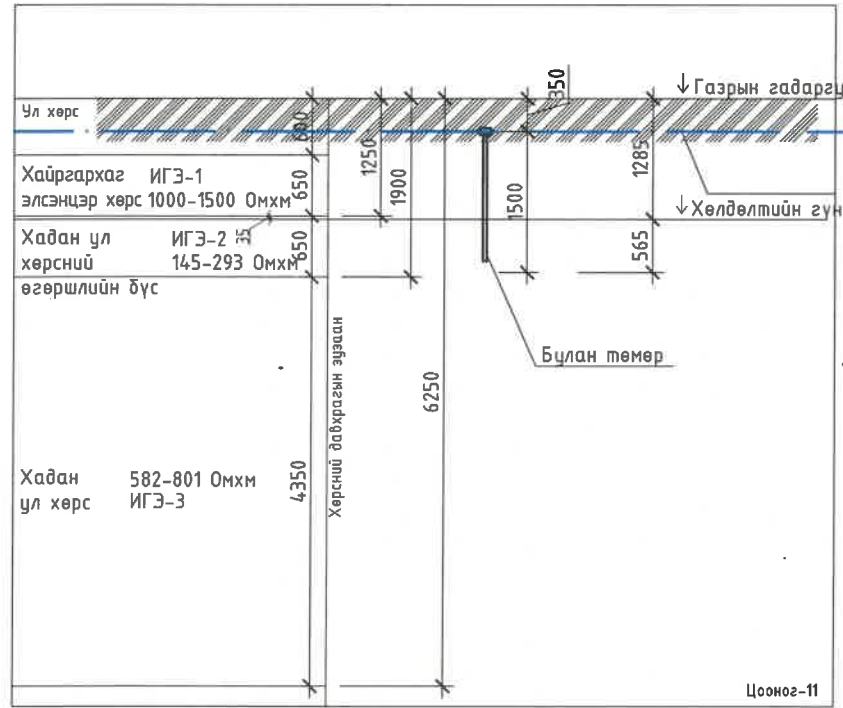 350
↓Газрын гадаргу
Ул хөрс
600
1250
1900
1285
Хайргархаг ИГЭ-1
элсэнцэр хөрс 1000-1500 Омхм
650
1500
↓Хөлдөлтийн гүн
Хадан ул ИГЭ-2
35
хөрсний 145-293 Омхм
650
565
өгөршлийн бүс
Булан төмөр
Хөрсний давхрагын зузаан
6250
4350
Хадан 582-801 Омхм
ул хөрс ИГЭ-3
Цооног-11